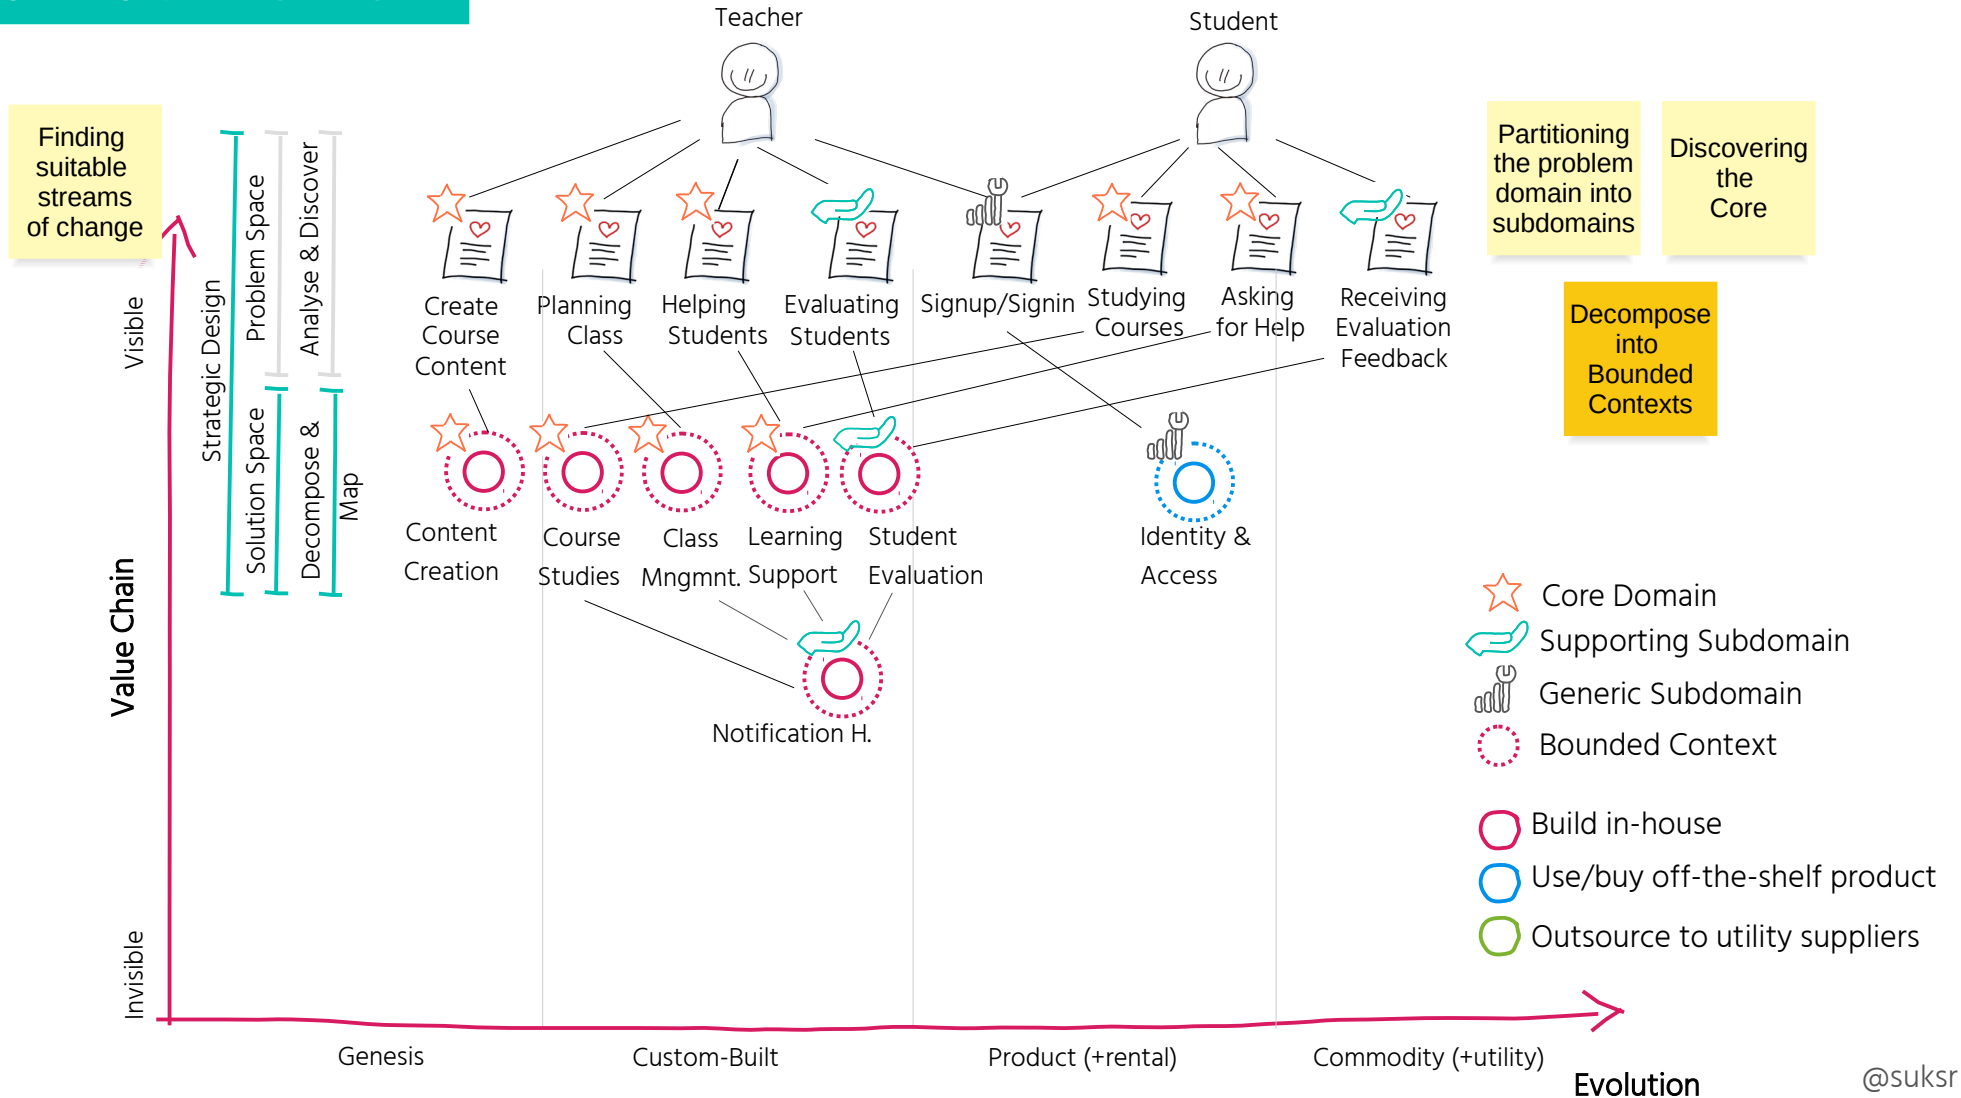 Teacher
Student
Finding
suitable
streams
of change
Partitioning
the problem
domain into
subdomains
Discovering
the
Core
Decompose
into
Bounded
Contexts
Strategic Design
Problem Space
Analyse & Discover
Solution Space
Decompose &
Map
Visible
Value Chain
Invisible
Create
Course
Content
Planning
Class
Helping
Students
Evaluating
Students
Signup/Signin
Studying
Courses
Asking
for Help
Receiving
Evaluation
Feedback
Content
Creation
Course
Studies
Class
Mngmnt.
Learning
Support
Student
Evaluation
Identity &
Access
Notification H.
Core Domain
Supporting Subdomain
Generic Subdomain
Bounded Context
Build in-house
Use/buy off-the-shelf product
Outsource to utility suppliers
Genesis
Custom-Built
Product (+rental)
Commodity (+utility)
Evolution
@suksr